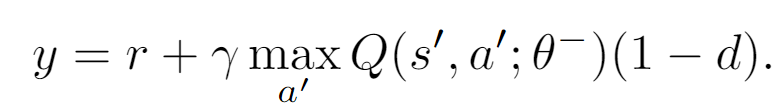 y = r + γ max_{a′} Q(s′, a′; θ⁻)(1 − d).